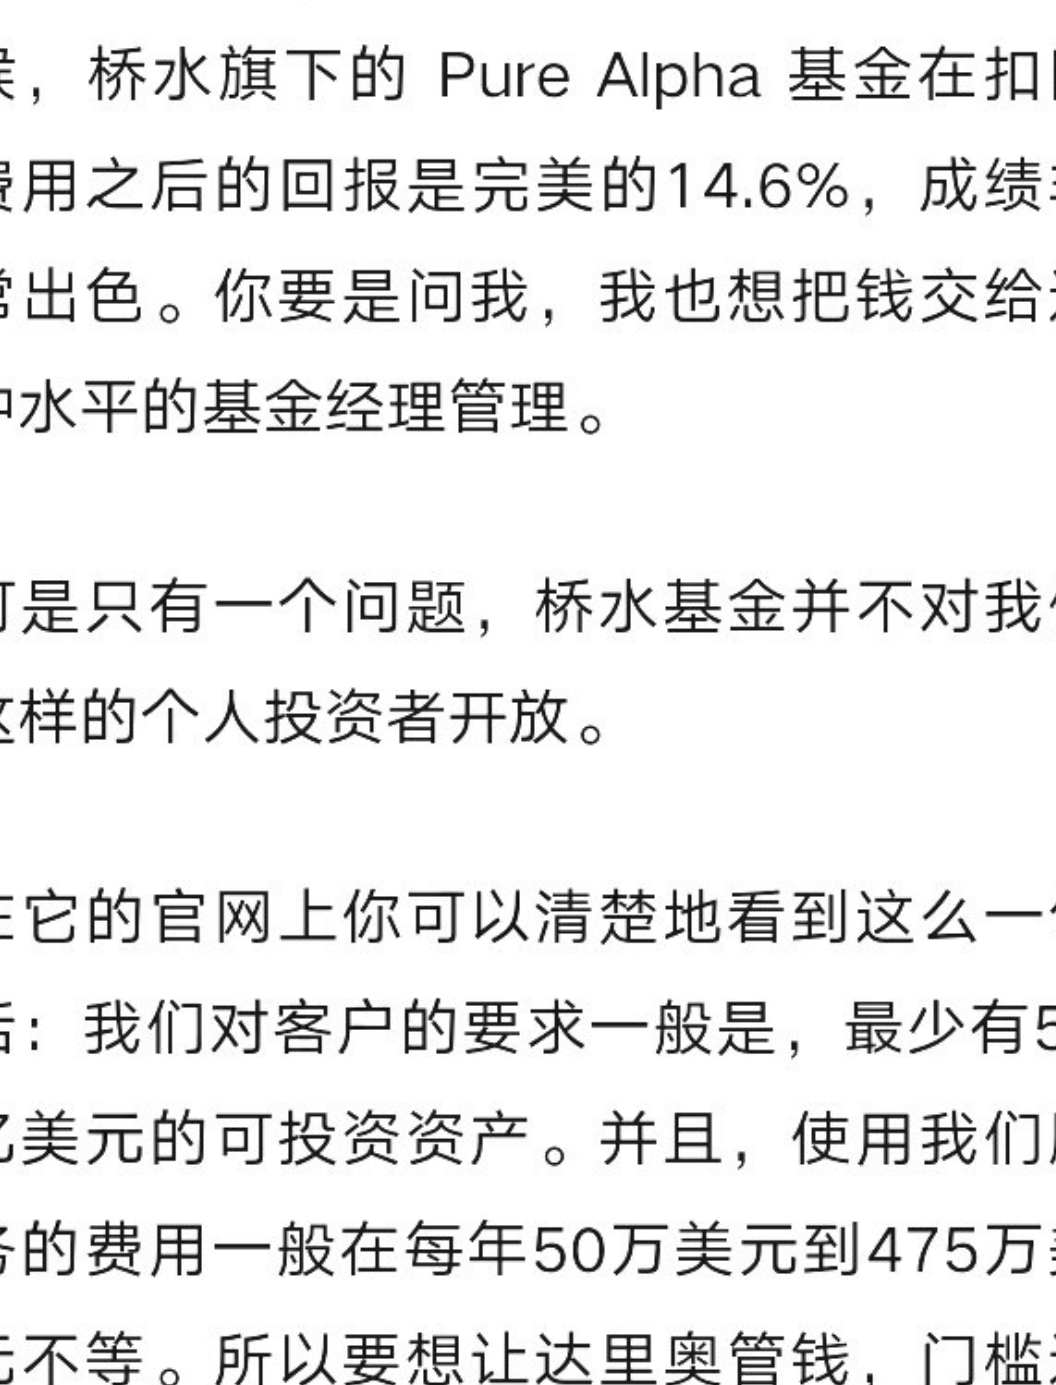 候，桥水旗下的 Pure Alpha 基金在扣
费用之后的回报是完美的14.6%，成绩
常出色。你要是问我，我也想把钱交给
水平的基金经理管理。
可是只有一个问题，桥水基金并不对我
这样的个人投资者开放。
在它的官网上你可以清楚地看到这么一
话：我们对客户的要求一般是，最少有5
亿美元的可投资资产。并且，使用我们
务的费用一般在每年50万美元到475万
元不等。所以要想让达里奥管钱，门槛